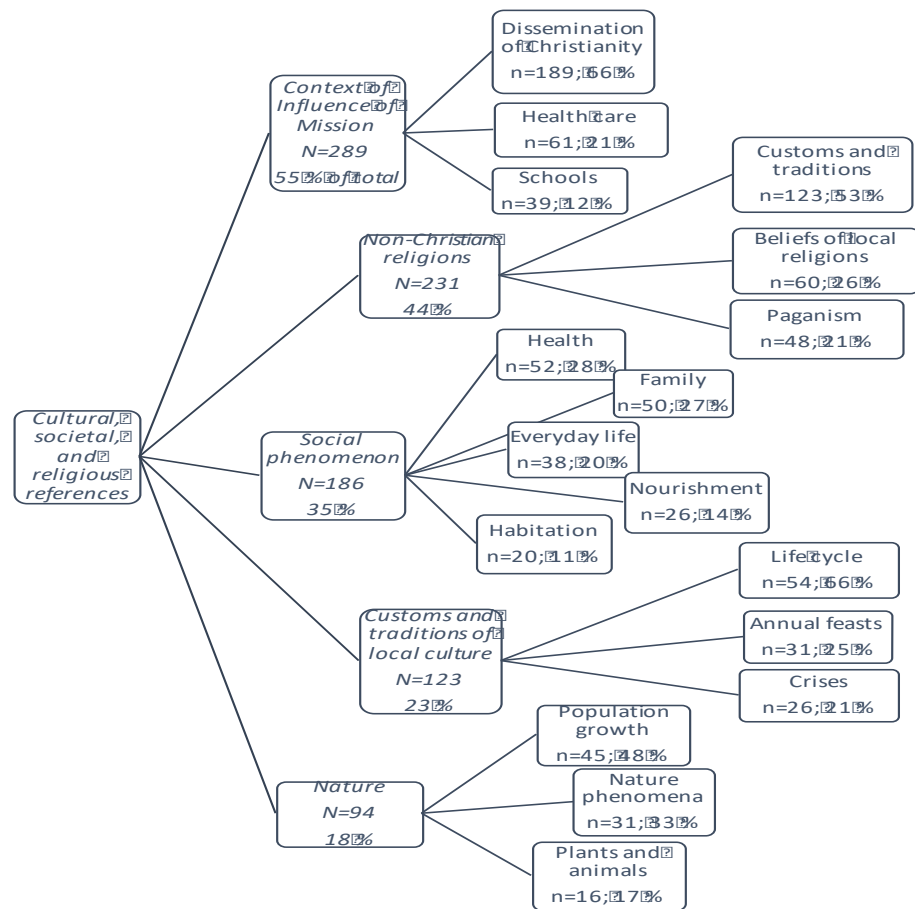 Cultural,
societal,
and
religious
references
Context of
Influence of
Mission
N=289
55 % of total
Dissemination
of Christianity
n=189; 66 %
Health care
n=61; 21 %
Schools
n=39; 12 %
Non-Christian
religions
N=231
44 %
Customs and
traditions
n=123; 53 %
Beliefs of local
religions
n=60; 26 %
Paganism
n=48; 21 %
Social
phenomenon
N=186
35 %
Health
n=52; 28 %
Family
n=50; 27 %
Everyday life
n=38; 20 %
Nourishment
n=26; 14 %
Habitation
n=20; 11 %
Customs and
traditions of
local culture
N=123
23 %
Life cycle
n=54; 66 %
Annual feasts
n=31; 25 %
Crises
n=26; 21 %
Nature
N=94
18 %
Population
growth
n=45; 48 %
Nature
phenomena
n=31; 33 %
Plants and
animals
n=16; 17 %